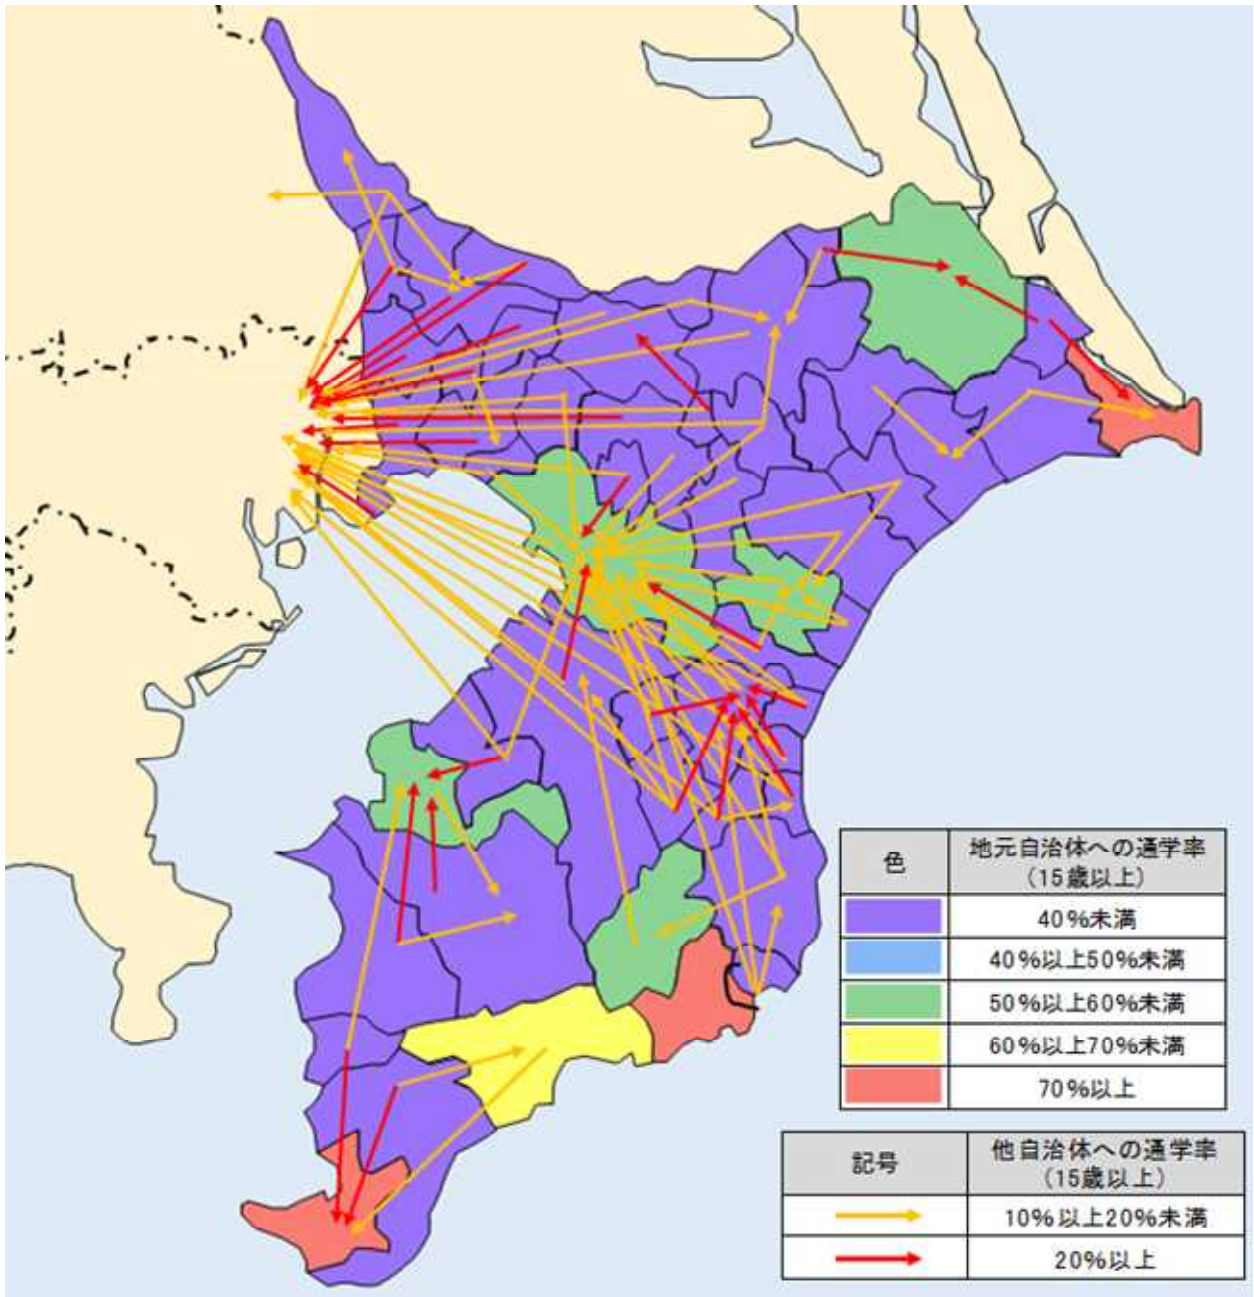 色
地元自治体への通学率
(15歳以上)
40%未満
40%以上50%未満
50%以上60%未満
60%以上70%未満
70%以上
記号
他自治体への通学率
(15歳以上)
10%以上20%未満
20%以上